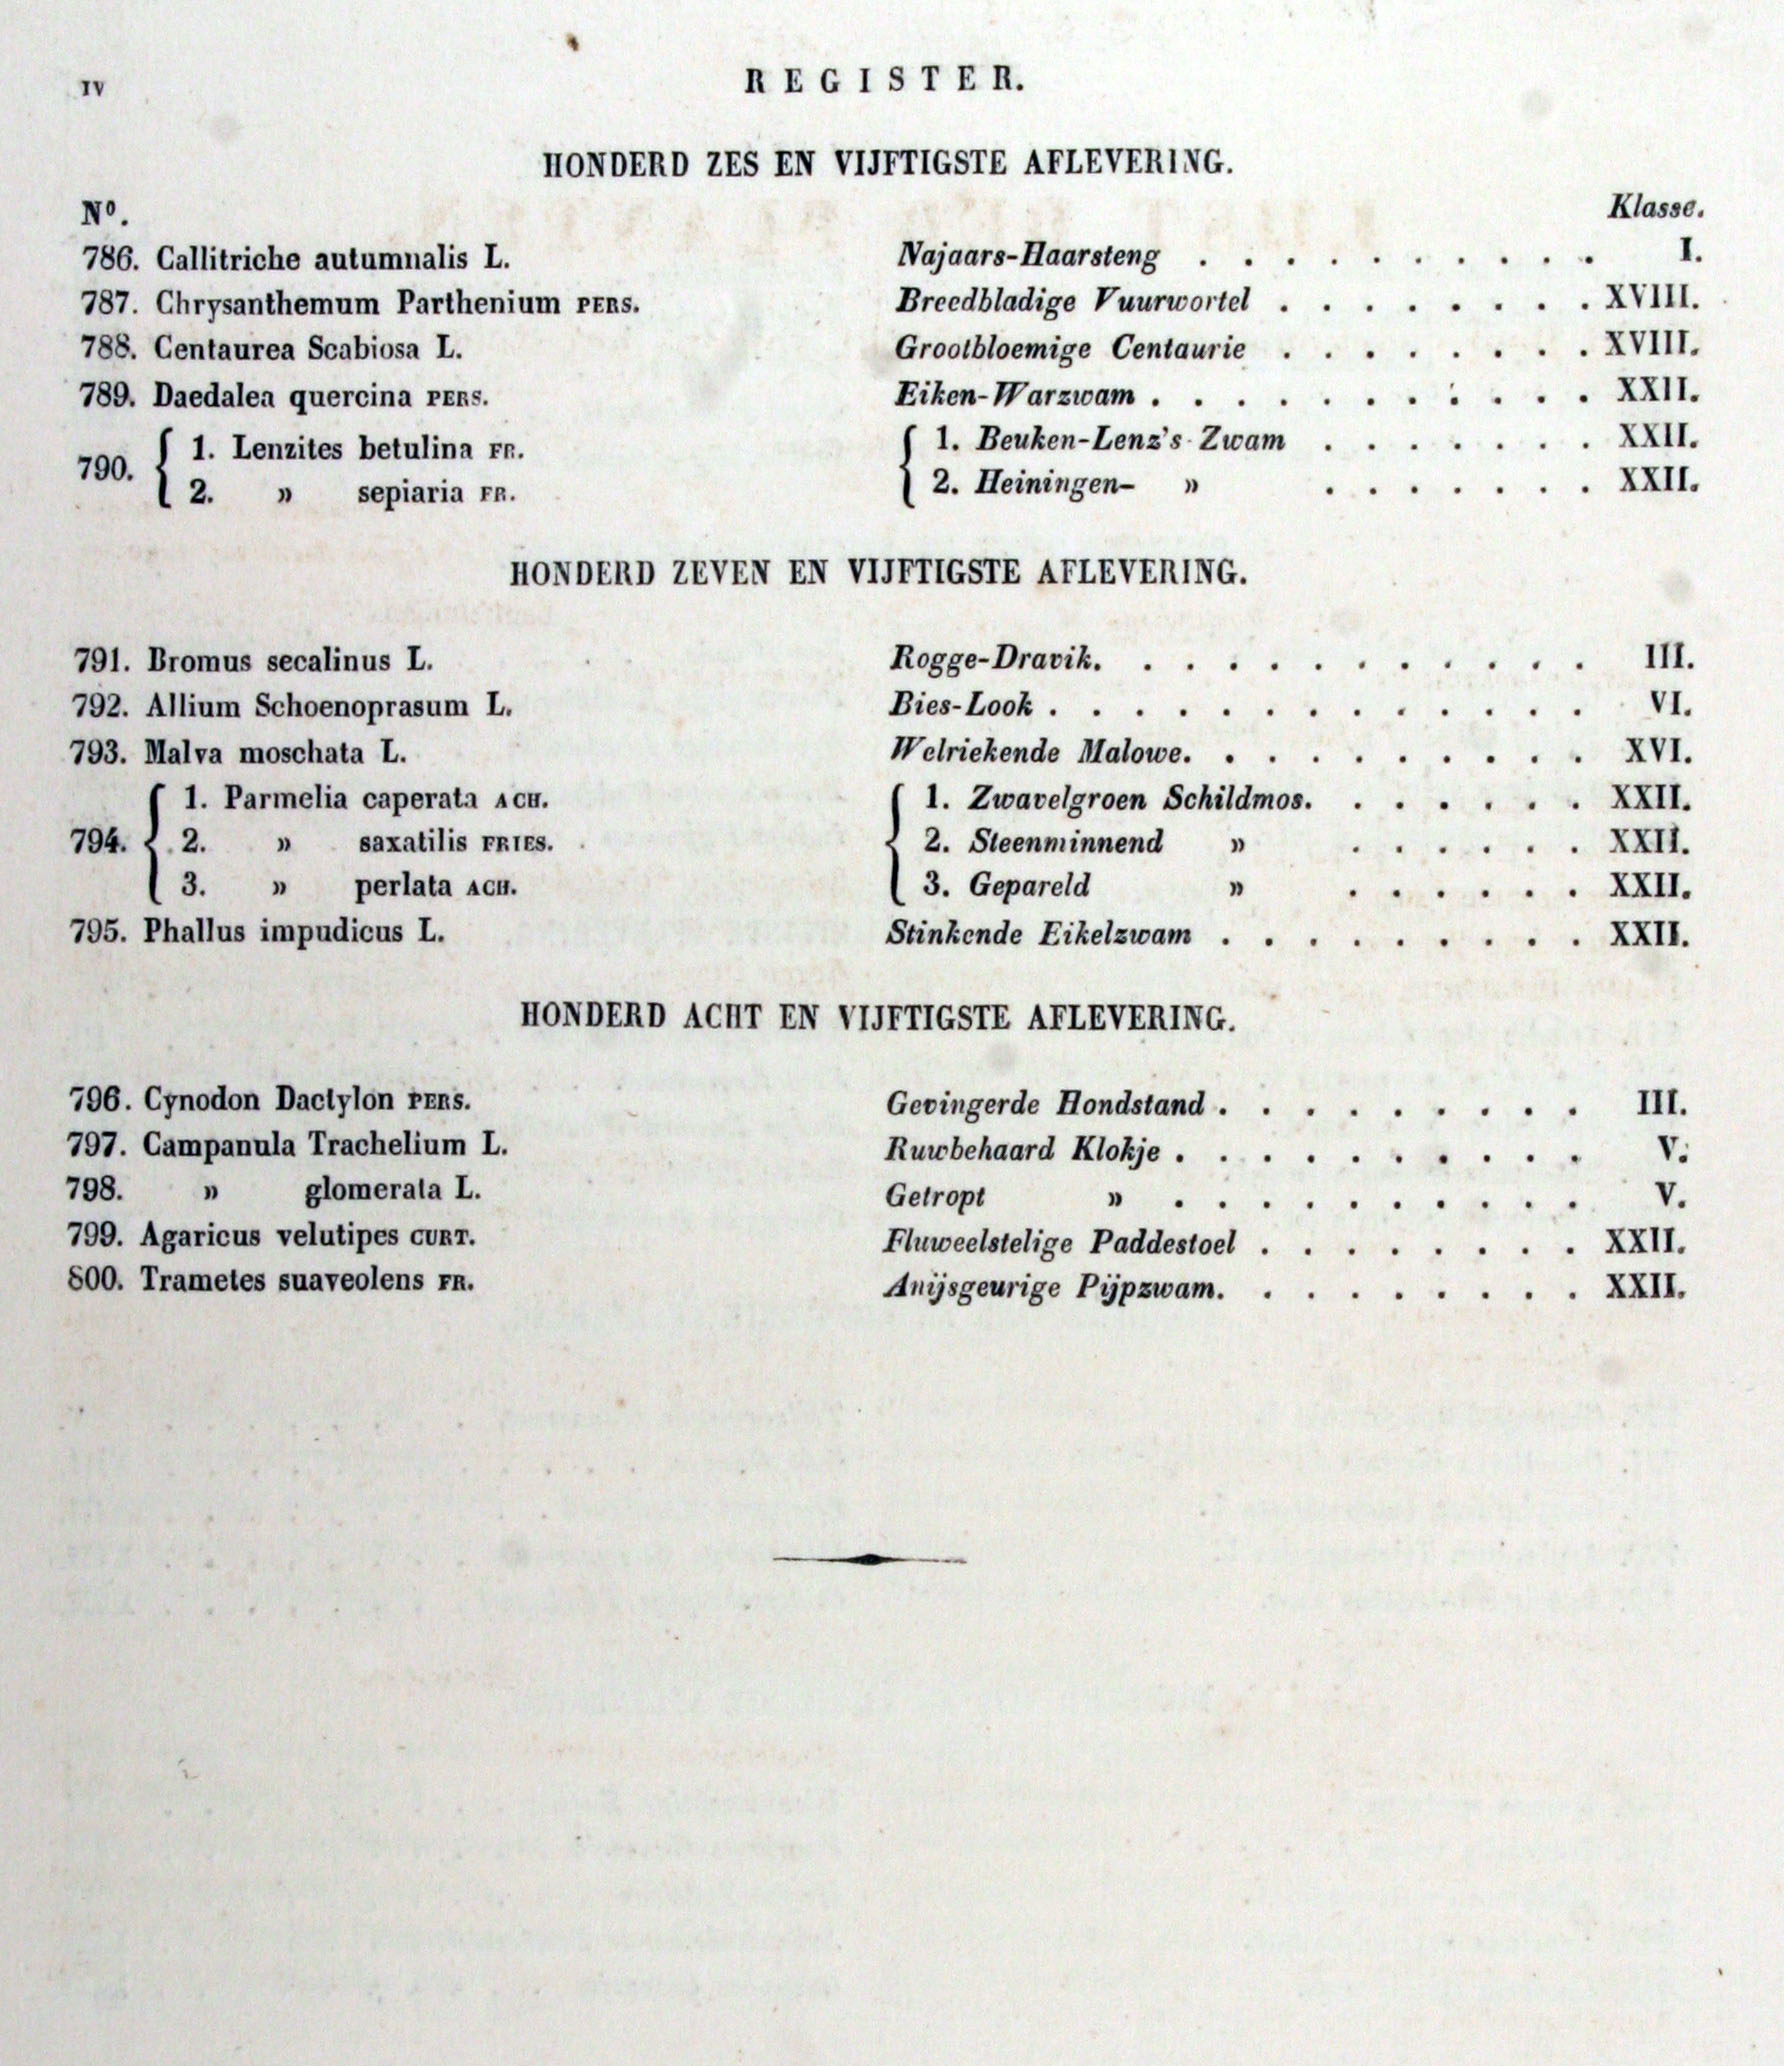 IV
REGISTER.
HONDERD ZES EN VIJFTIGSTE AFLEVERING.
No. Klasse.
786. Callitriche autumnalis L. Najaars-Haarsteng . . . . . . . . . . I.
787. Chrysanthemum Parthenium PERS. Breedbladige Vuurwortel . . . . . . . . XVIII.
788. Centaurea Scabiosa L. Grootbloemige Centaurie . . . . . . . . XVIII.
789. Daedalea quercina PERS. Eiken-Warzwam . . . . . . . . . . . XXII.
790. { 1. Lenzites betulina FR. { 1. Beuken-Lenz's Zwam . . . . . . . XXII.
2. » sepiaria FR. 2. Heiningen- » . . . . . . . XXII.
HONDERD ZEVEN EN VIJFTIGSTE AFLEVERING.
791. Bromus secalinus L. Rogge-Dravik. . . . . . . . . . . . . III.
792. Allium Schoenoprasum L. Bies-Look . . . . . . . . . . . . . VI.
793. Malva moschata L. Welriekende Malowe. . . . . . . . . . XVI.
794. { 1. Parmelia caperata ACH. { 1. Zwavelgroen Schildmos. . . . . . . XXII.
2. » saxatilis FRIES. 2. Steenminnend » . . . . . . XXII.
3. » perlata ACH. 3. Gepareld » . . . . . . XXII.
795. Phallus impudicus L. Stinkende Eikelzwam . . . . . . . . . XXII.
HONDERD ACHT EN VIJFTIGSTE AFLEVERING.
796. Cynodon Dactylon PERS. Gevingerde Hondstand . . . . . . . . . III.
797. Campanula Trachelium L. Ruwbehaard Klokje . . . . . . . . . . V.
798. » glomerata L. Getropt » . . . . . . . . . . V.
799. Agaricus velutipes CURT. Fluweelstelige Paddestoel . . . . . . . . XXII.
800. Trametes suaveolens FR. Anijsgeurige Pijpzwam. . . . . . . . . XXII.